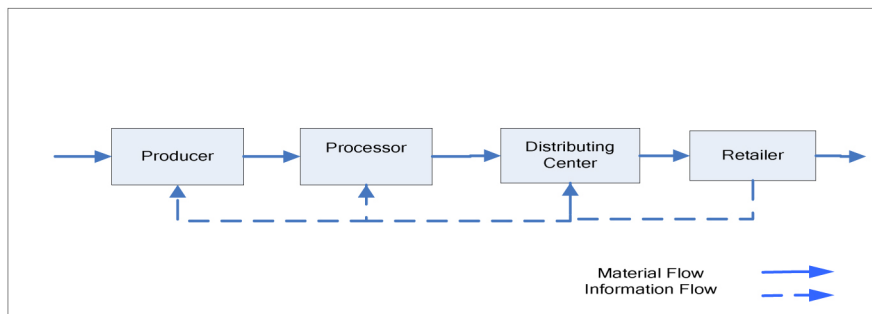 Producer
Processor
Distributing
Center
Retailer
Material Flow
Information Flow